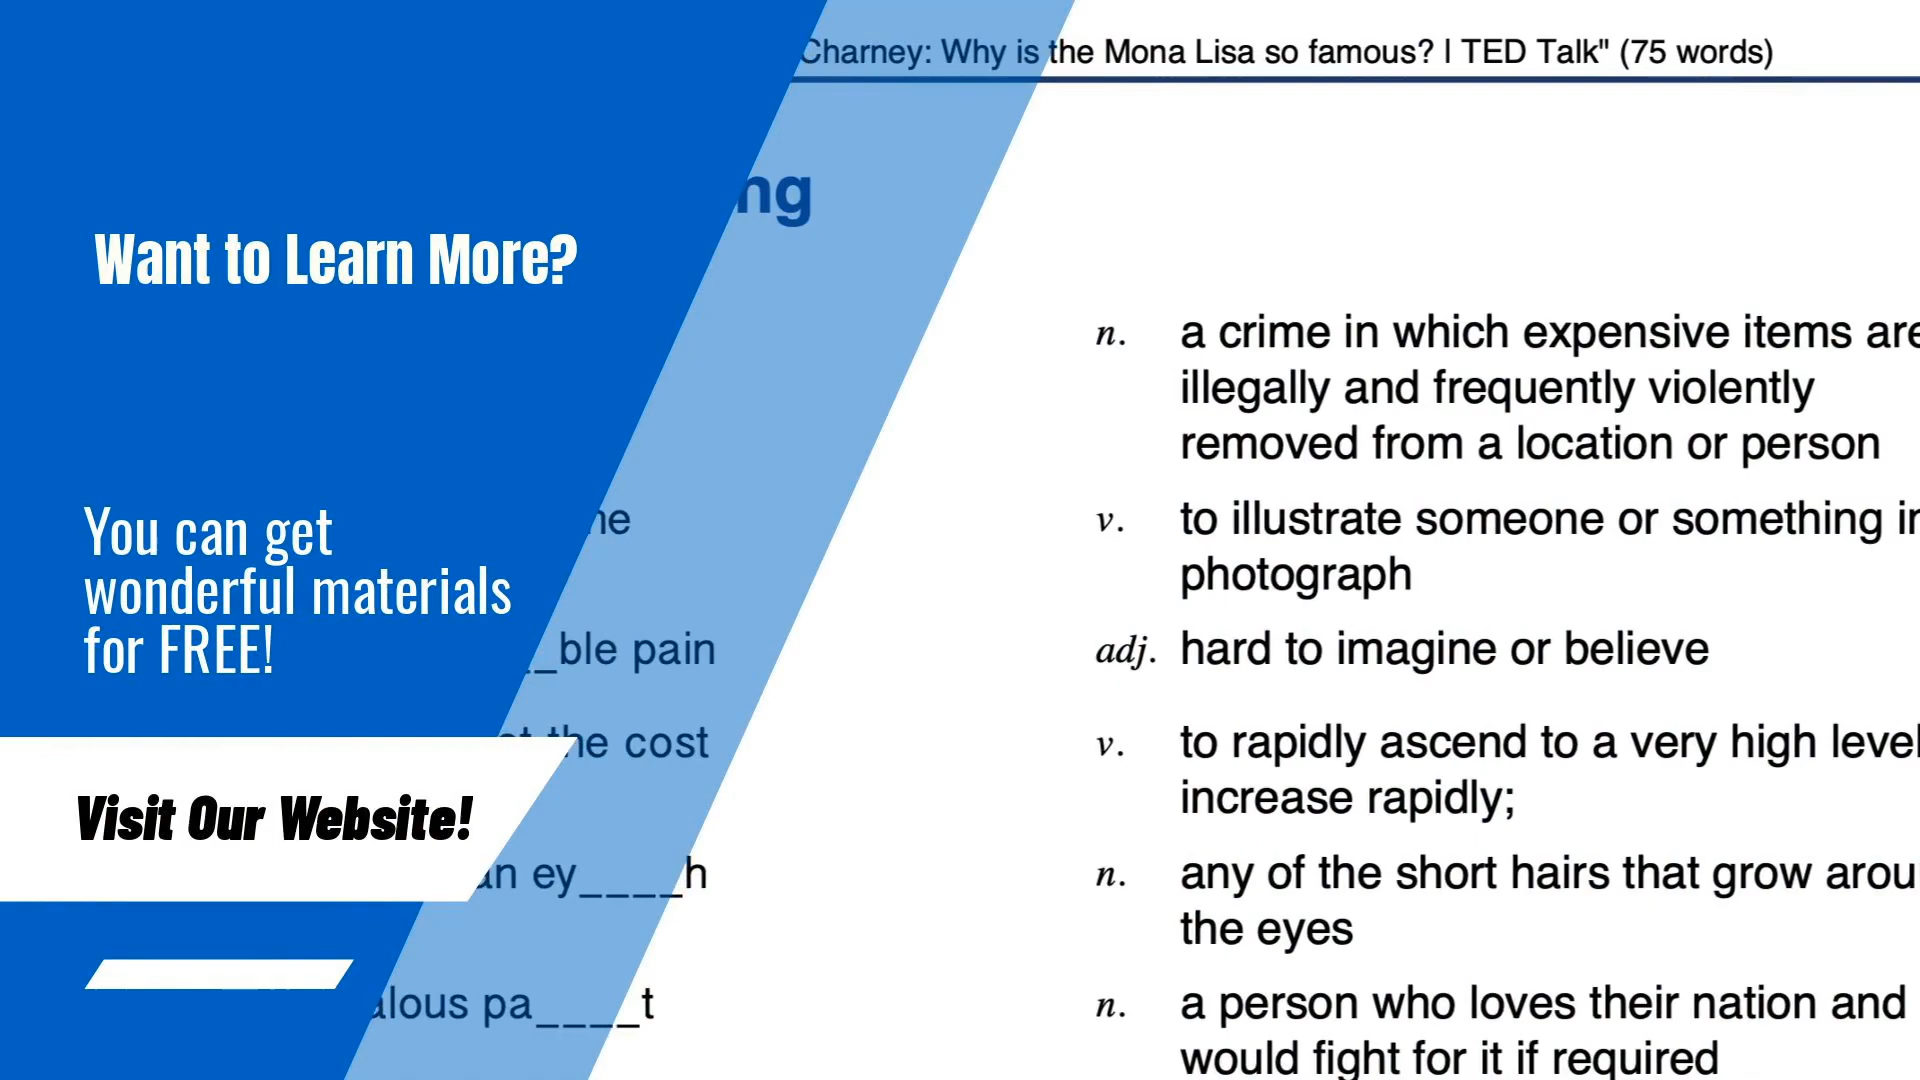 Charney: Why is the Mona Lisa so famous? | TED Talk" (75 words)
ng
Want to Learn More?
n. a crime in which expensive items are
illegally and frequently violently
removed from a location or person
You can get
wonderful materials
for FREE!
v. to illustrate someone or something in
photograph
_ble pain
adj. hard to imagine or believe
the cost
v. to rapidly ascend to a very high level
increase rapidly;
Visit Our Website!
an ey____h
n. any of the short hairs that grow arou
the eyes
alous pa____t
n. a person who loves their nation and
would fight for it if required